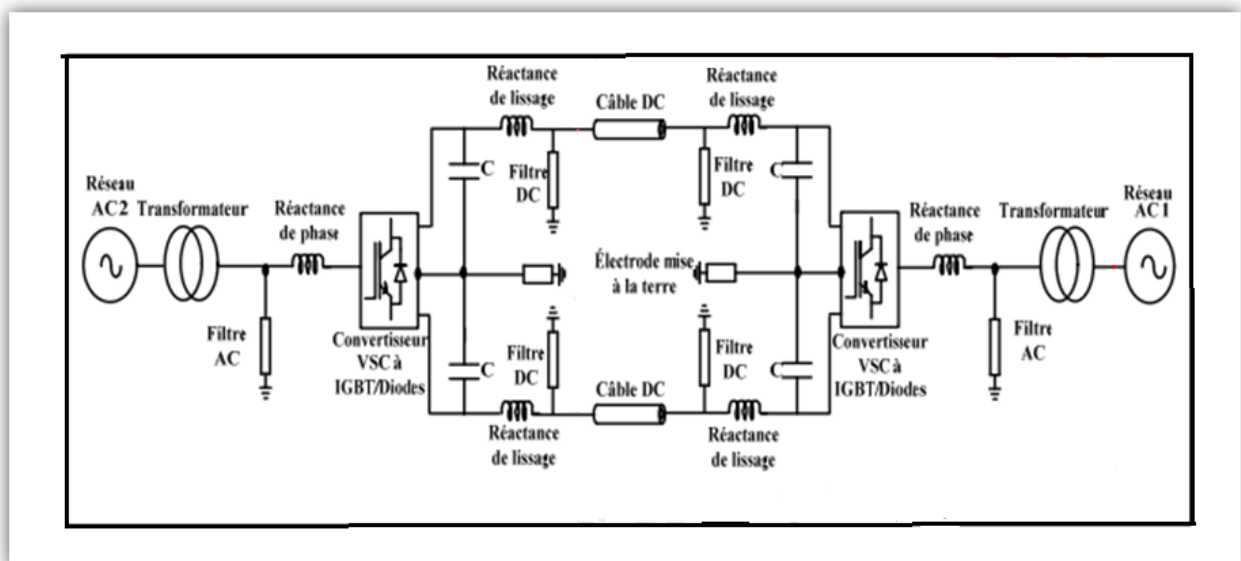 Réactance
de lissage
Câble DC
Réactance
de lissage
C
Filtre
DC
Filtre
DC
C
Réseau
AC2
Transformateur
Réactance
de phase
Réactance
de phase
Transformateur
Réseau
AC1
Électrode mise
à la terre
Filtre
AC
Convertisseur
VSC à
IGBT/Diodes
C
Filtre
DC
Filtre
DC
C
Convertisseur
VSC à
IGBT/Diodes
Filtre
AC
Câble DC
Réactance
de lissage
Réactance
de lissage